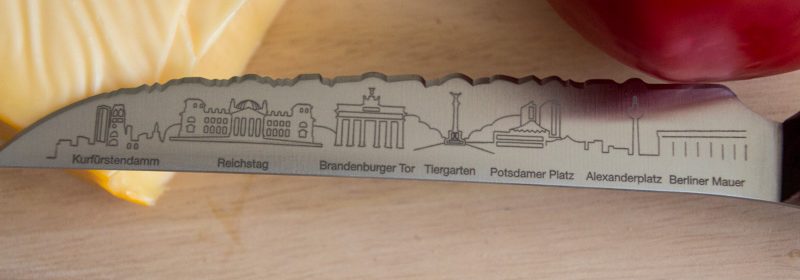 Kurfürstendamm Reichstag Brandenburger Tor Tiergarten Potsdamer Platz Alexanderplatz Berliner Mauer